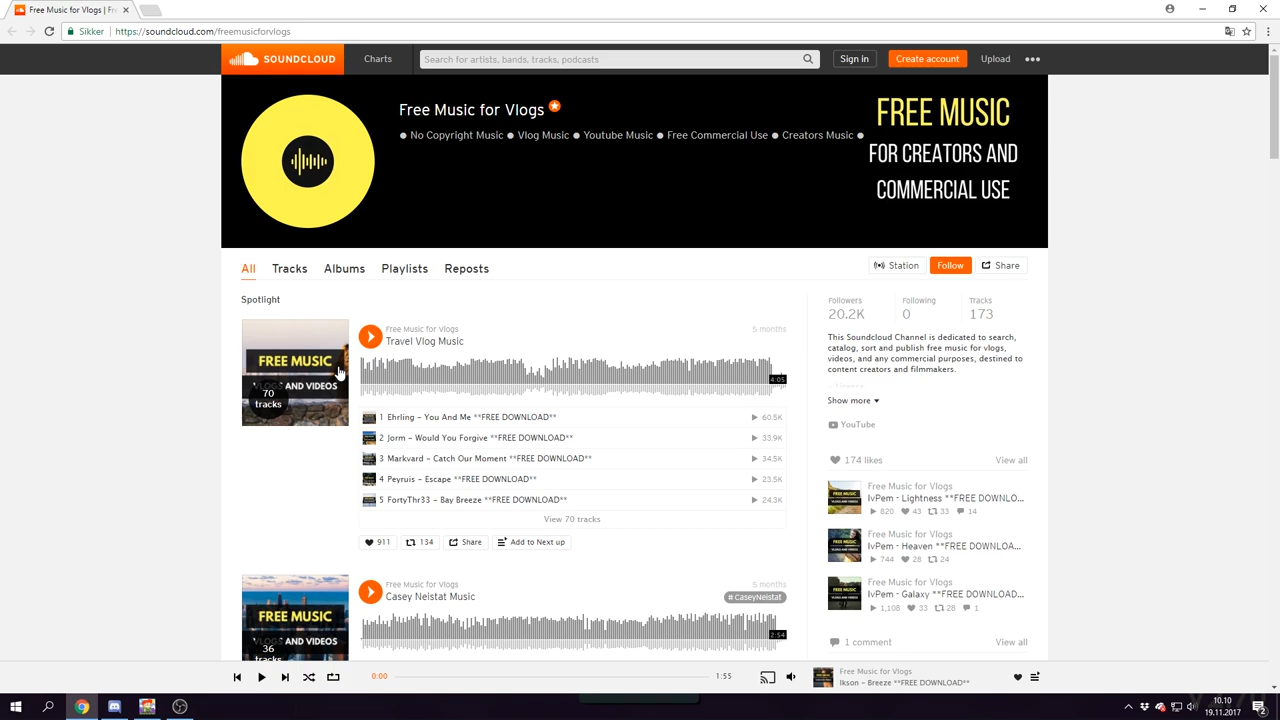 Free Music for Vlogs | Fr
Sikker
https://soundcloud.com/freemusicforvlogs
SOUNDCLOUD
Charts
Search for artists, bands, tracks, podcasts
Sign in
Create account
Upload
Free Music for Vlogs
● No Copyright Music ● Vlog Music ● Youtube Music ● Free Commercial Use ● Creators Music ●
FREE MUSIC
FOR CREATORS AND
COMMERCIAL USE
All
Tracks
Albums
Playlists
Reposts
Station
Follow
Share
Spotlight
FREE MUSIC
VLOGS AND VIDEOS
70
tracks
Free Music for Vlogs
5 months
Travel Vlog Music
4:05
1 Ehrling – You And Me **FREE DOWNLOAD** 60,5K
2 Jorm – Would You Forgive **FREE DOWNLOAD** 33.9K
3 Markvard – Catch Our Moment **FREE DOWNLOAD** 34,5K
4 Peyruis – Escape **FREE DOWNLOAD** 23,5K
5 FortyThr33 – Bay Breeze **FREE DOWNLOAD** 24.3K
View 70 tracks
911
134
Share
Add to Next up
FREE MUSIC
VLOGS AND VIDEOS
36
tracks
Free Music for Vlogs
5 months
Casey Neistat Music
# CaseyNeistat
2:54
Followers
20.2K
Following
0
Tracks
173
This Soundcloud Channel is dedicated to search,
catalog, sort and publish free music for vlogs,
videos, and any commercial purposes, destined to
content creators and filmmakers.
Show more
YouTube
174 likes
View all
Free Music for Vlogs
IvPem - Lightness **FREE DOWNLO...
820 43 33 14
Free Music for Vlogs
IvPem - Heaven **FREE DOWNLOA...
744 28 24
Free Music for Vlogs
IvPem - Galaxy **FREE DOWNLOAD...
1,108 33 28 1
1 comment
View all
0:00
1:55
Free Music for Vlogs
Ikson – Breeze **FREE DOWNLOAD**
10.10
19.11.2017
2